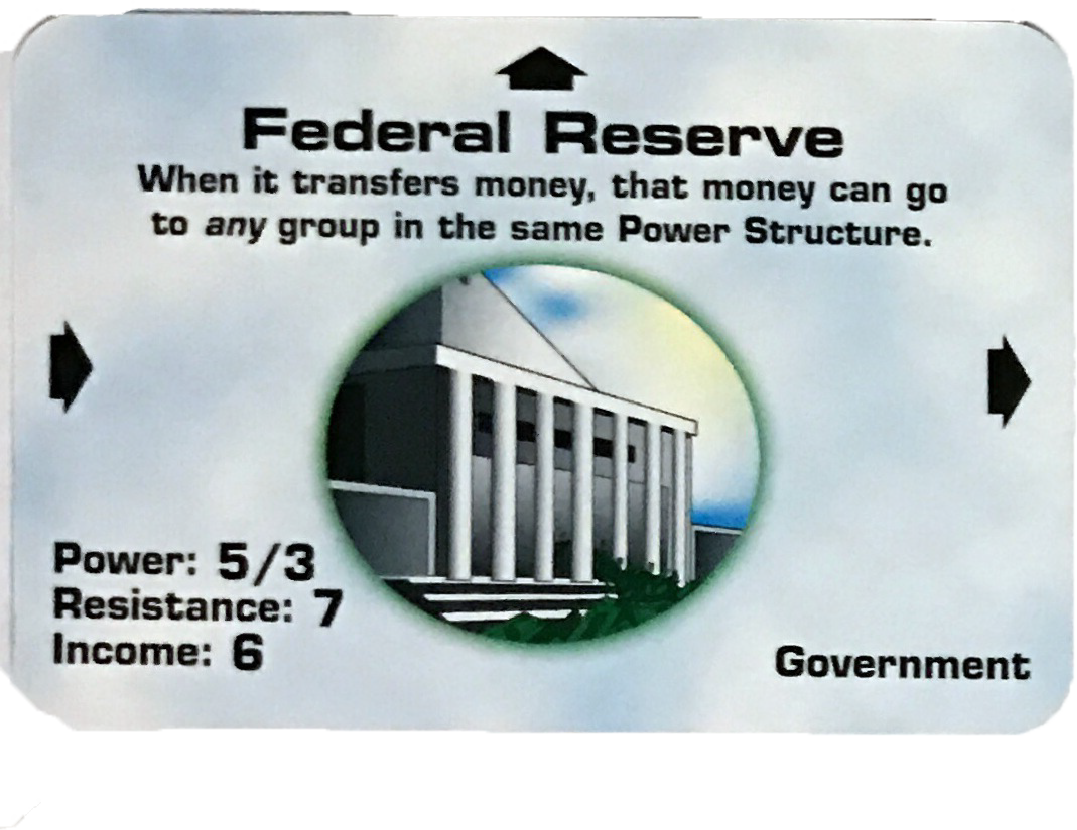 Federal Reserve
When it transfers money, that money can go
to any group in the same Power Structure.
Power: 5/3
Resistance: 7
Income: 6
Government